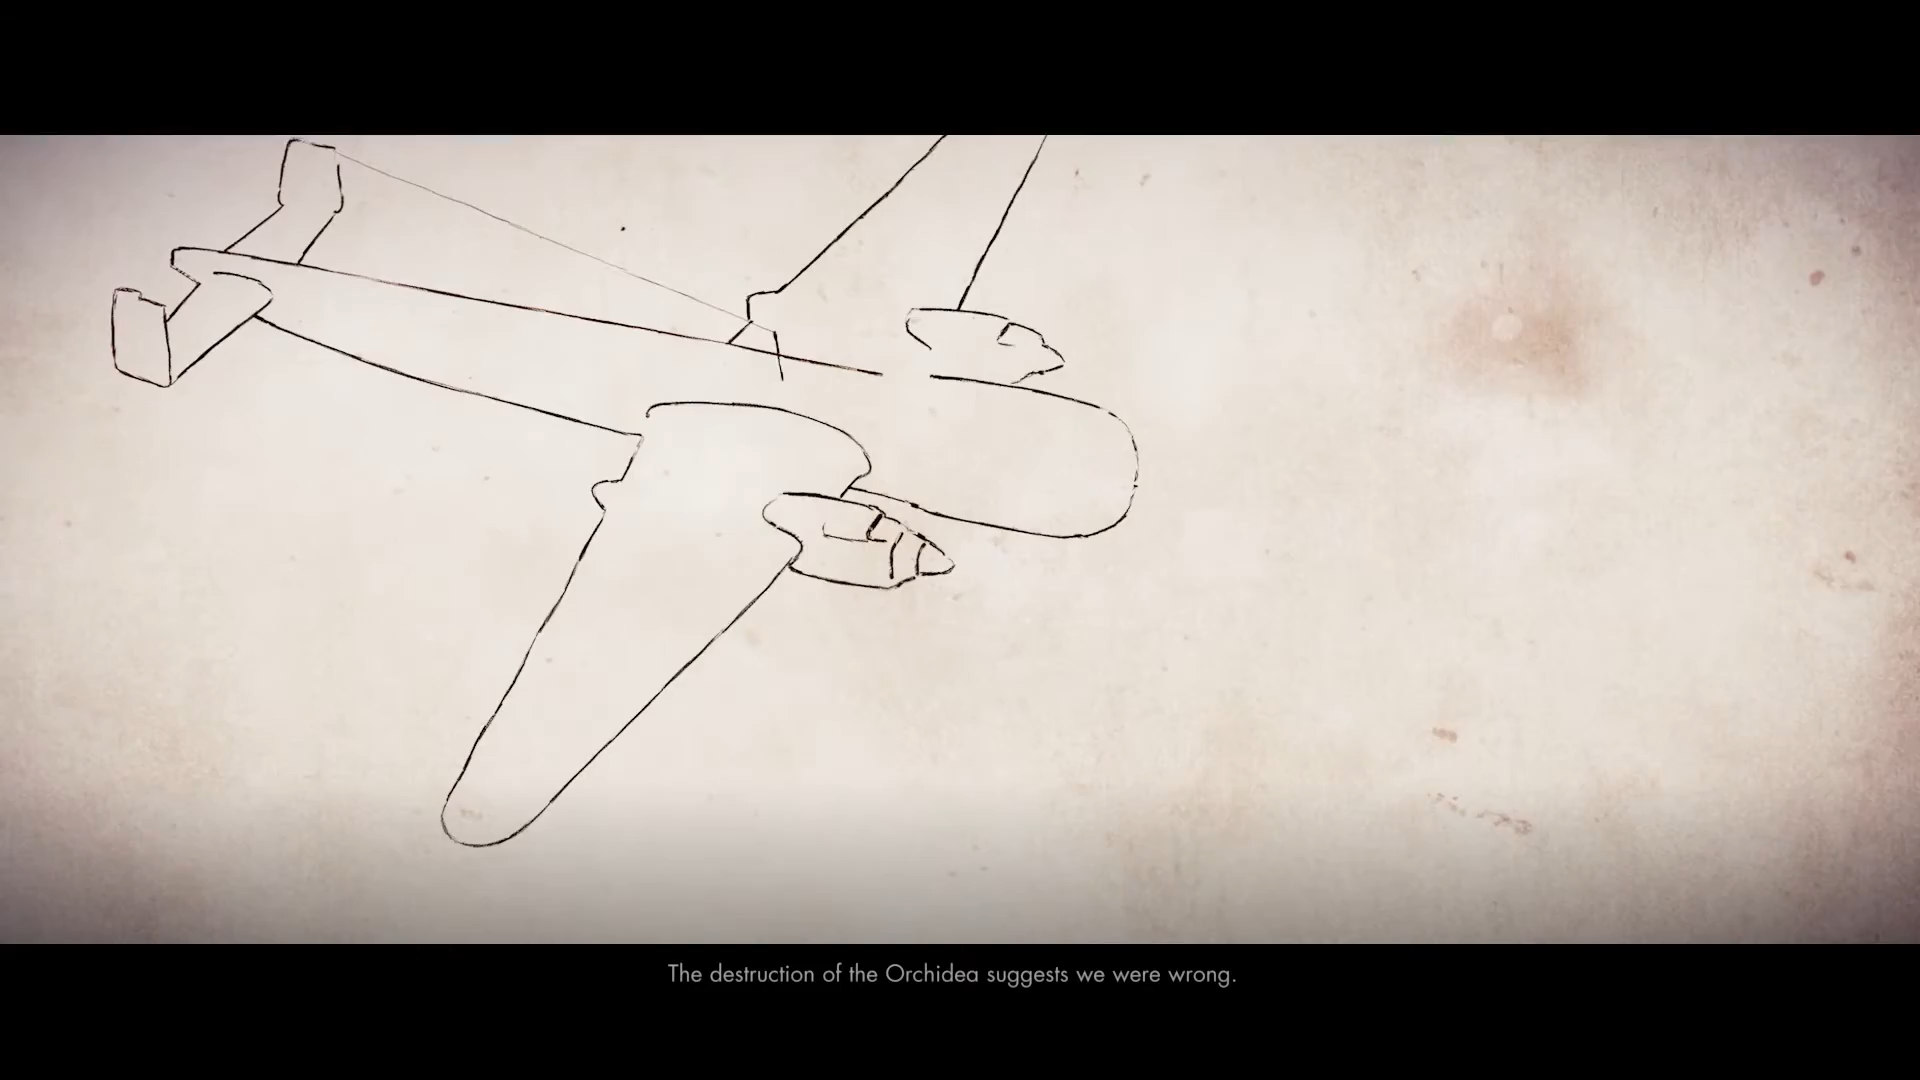 The destruction of the Orchidea suggests we were wrong.